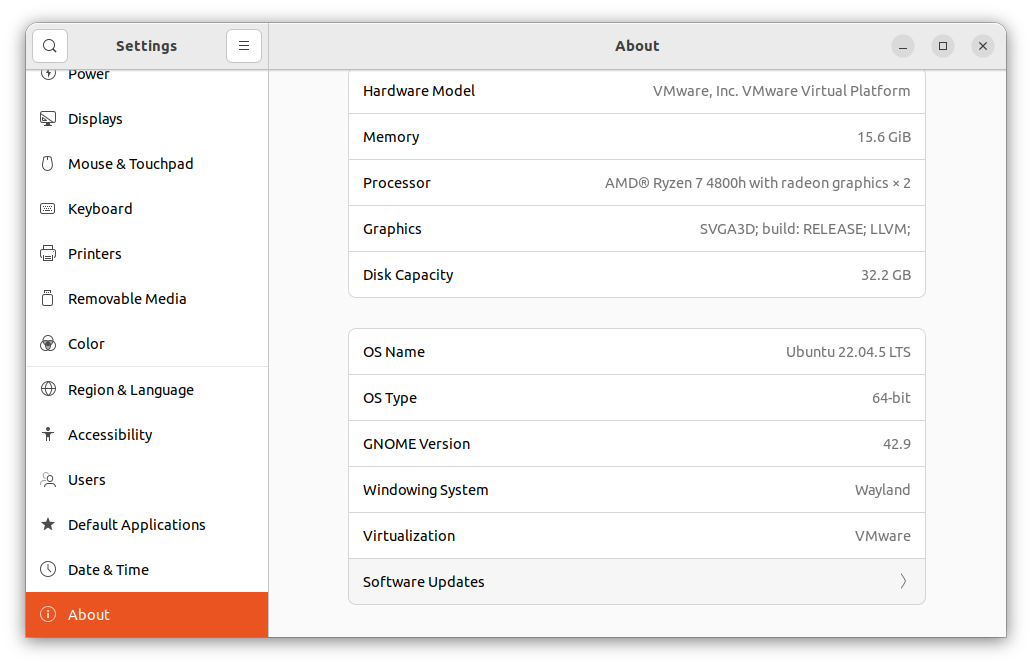 Settings
About
Power
Displays
Mouse & Touchpad
Keyboard
Printers
Removable Media
Color
Region & Language
Accessibility
Users
Default Applications
Date & Time
About
Hardware Model VMware, Inc. VMware Virtual Platform
Memory 15.6 GiB
Processor AMD® Ryzen 7 4800h with radeon graphics × 2
Graphics SVGA3D; build: RELEASE; LLVM;
Disk Capacity 32.2 GB
OS Name Ubuntu 22.04.5 LTS
OS Type 64-bit
GNOME Version 42.9
Windowing System Wayland
Virtualization VMware
Software Updates